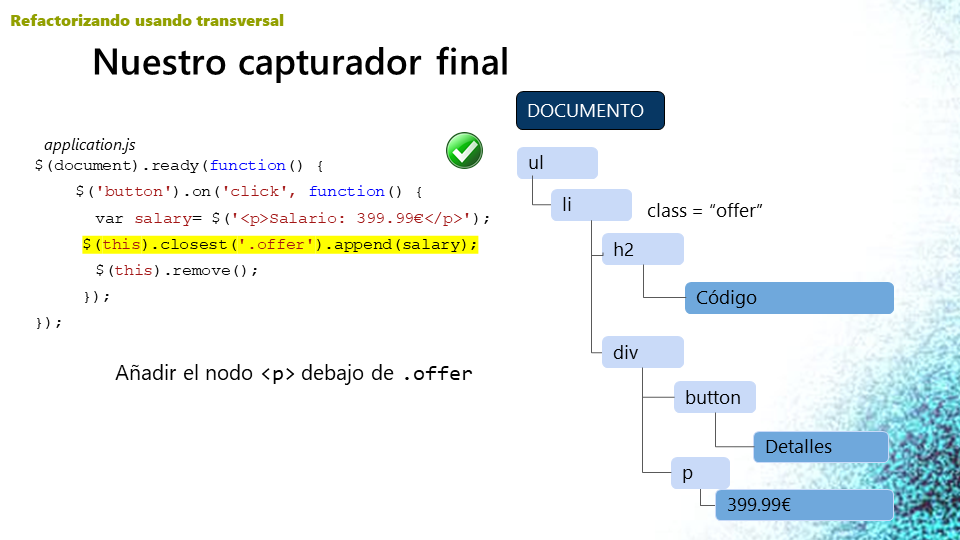 Refactorizando usando transversal
Nuestro capturador final
application.js
$(document).ready(function() {
$('button').on('click', function() {
var salary= $('<p>Salario: 399.99€</p>');
$(this).closest('.offer').append(salary);
$(this).remove();
});
});
Añadir el nodo <p> debajo de .offer
DOCUMENTO
ul
li
class = “offer”
h2
Código
div
button
Detalles
p
399.99€